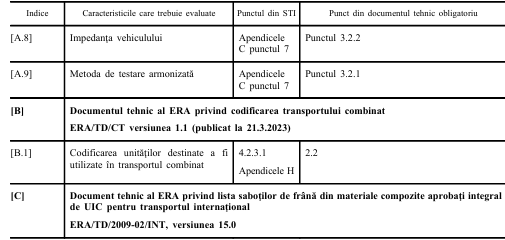 Indice Caracteristicile care trebuie evaluate Punctul din STI Punct din documentul tehnic obligatoriu
[A.8] Impedanța vehiculului Apendicele C punctul 7 Punctul 3.2.2
[A.9] Metoda de testare armonizată Apendicele C punctul 7 Punctul 3.2.1
[B] Documentul tehnic al ERA privind codificarea transportului combinat
ERA/TD/CT versiunea 1.1 (publicat la 21.3.2023)
[B.1] Codificarea unităților destinate a fi utilizate în transportul combinat 4.2.3.1 2.2
Apendicele H
[C] Document tehnic al ERA privind lista saboților de frână din materiale compozite aprobați integral
de UIC pentru transportul internațional
ERA/TD/2009-02/INT, versiunea 15.0